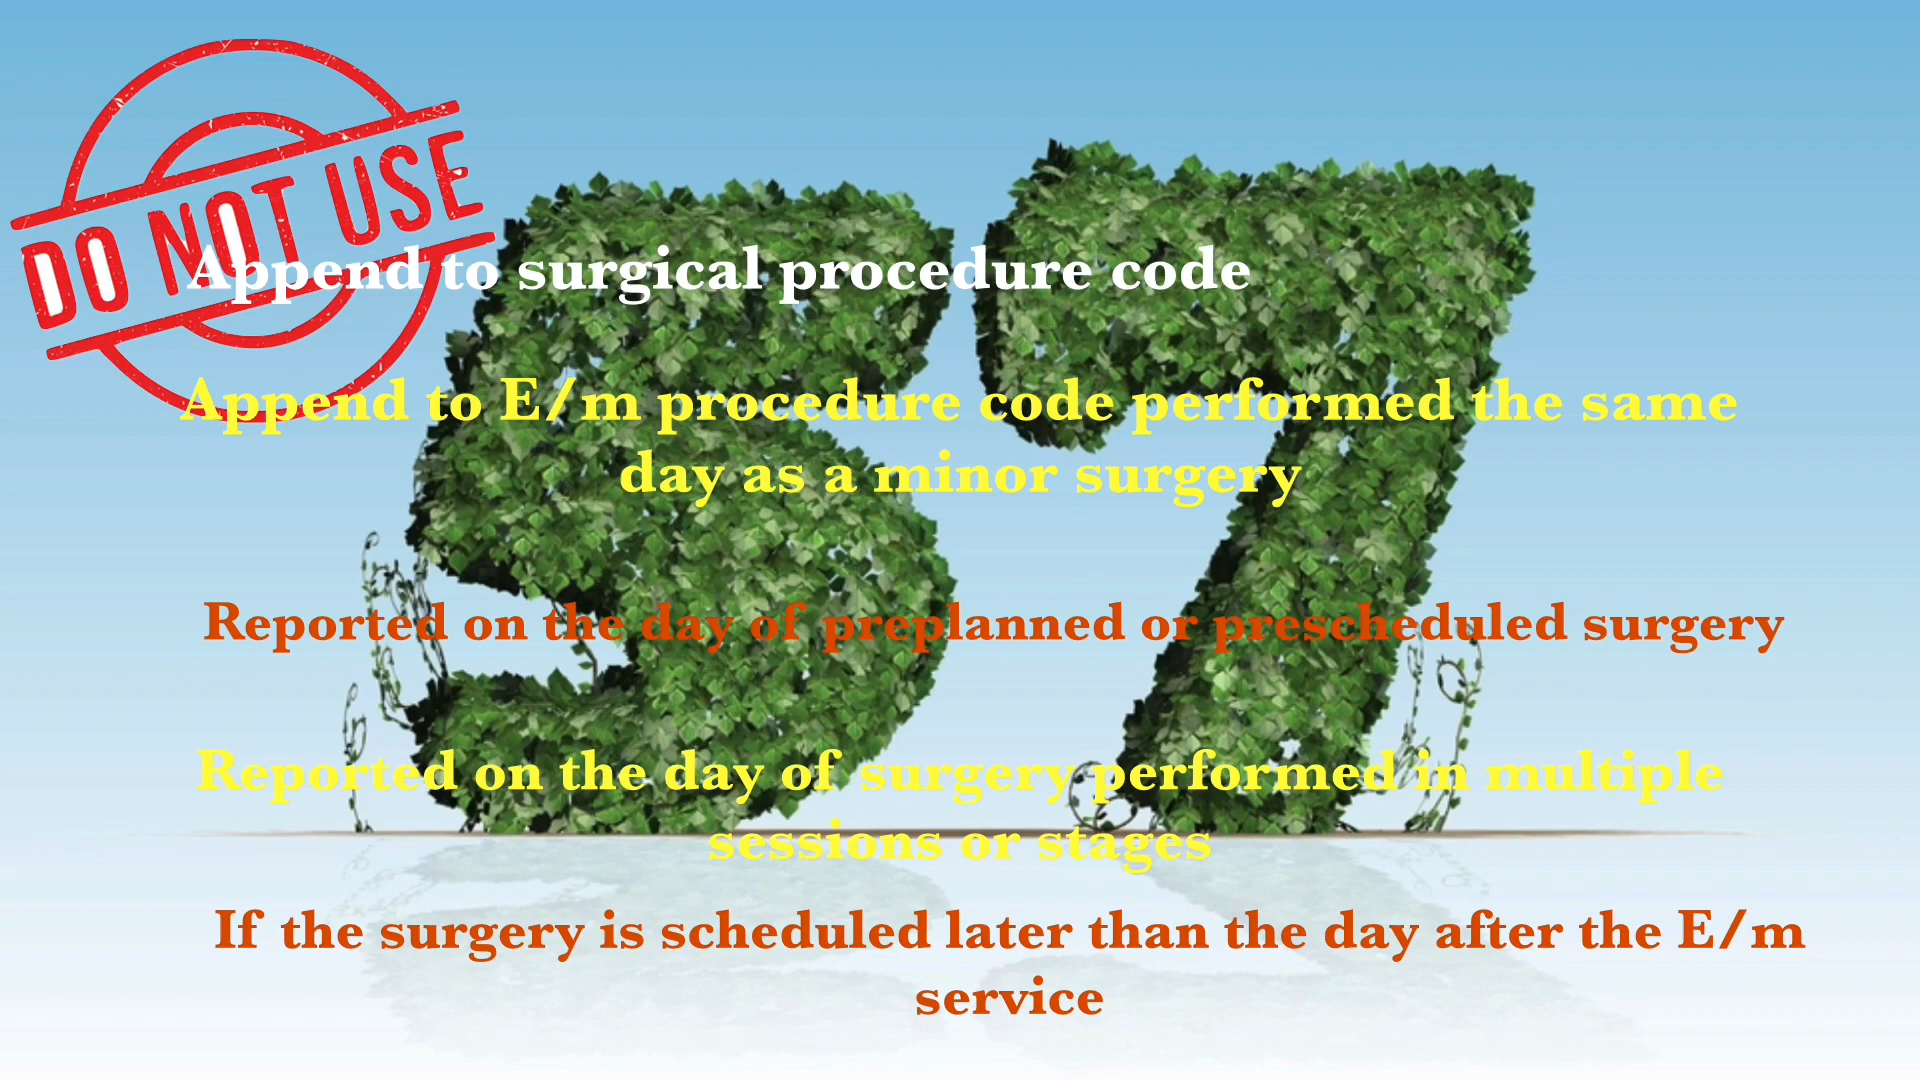 DO NOT USE
57
Append to surgical procedure code
Append to E/m procedure code performed the same
day as a minor surgery
Reported on the day of preplanned or prescheduled surgery
Reported on the day of surgery performed in multiple
sessions or stages
If the surgery is scheduled later than the day after the E/m
service